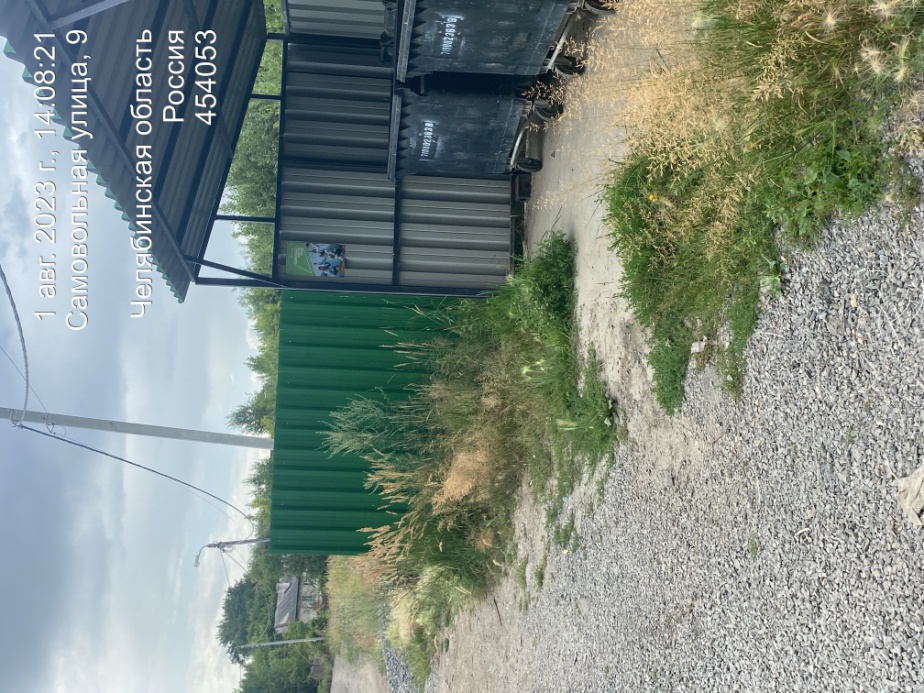 1 авг. 2023 г., 14:08:21
Самовольная улица, 9
Челябинская область
Россия
454053